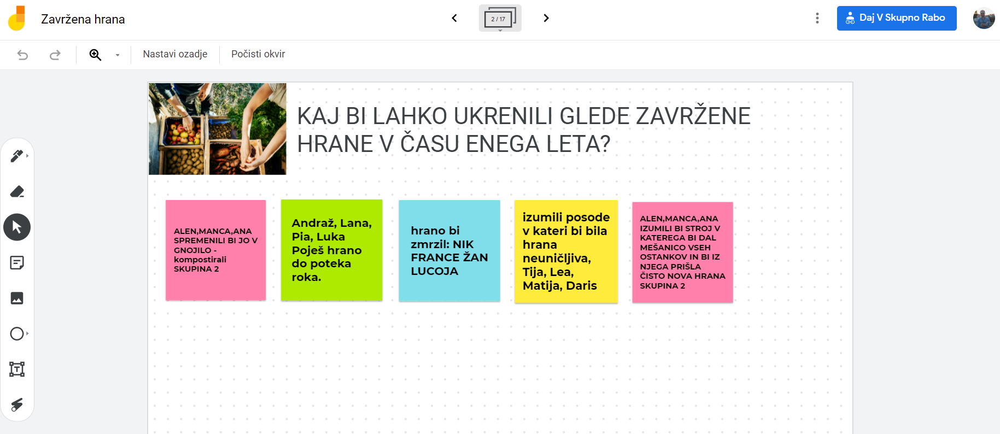 Zavržena hrana
2 / 17
Daj V Skupno Rabo
Nastavi ozadje
Počisti okvir
KAJ BI LAHKO UKRENILI GLEDE ZAVRŽENE
HRANE V ČASU ENEGA LETA?
ALEN,MANCA,ANA
SPREMENILI BI JO V
GNOJILO -
kompostirali
SKUPINA 2
Andraž, Lana,
Pia, Luka
Poješ hrano
do poteka
roka.
hrano bi
zmrzil: NIK
FRANCE ŽAN
LUCOJA
izumili posode
v kateri bi bila
hrana
neuničljiva,
Tija, Lea,
Matija, Daris
ALEN,MANCA,ANA
IZUMILI BI STROJ V
KATEREGA BI DAL
MEŠANICO VSEH
OSTANKOV IN BI IZ
NJEGA PRIŠLA
ČISTO NOVA HRANA
SKUPINA 2